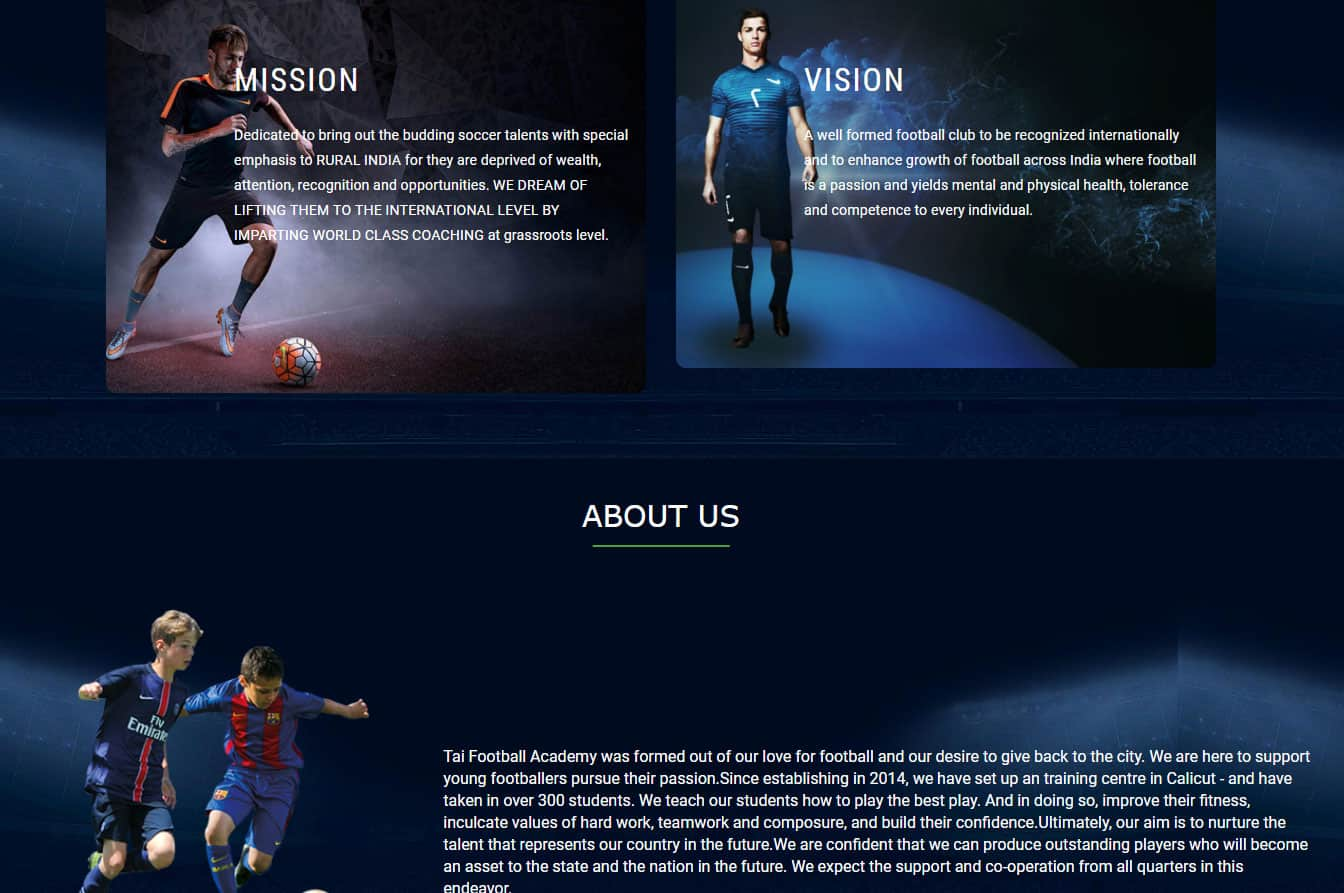 MISSION
Dedicated to bring out the budding soccer talents with special
emphasis to RURAL INDIA for they are deprived of wealth,
attention, recognition and opportunities. WE DREAM OF
LIFTING THEM TO THE INTERNATIONAL LEVEL BY
IMPARTING WORLD CLASS COACHING at grassroots level.
VISION
A well formed football club to be recognized internationally
and to enhance growth of football across India where football
is a passion and yields mental and physical health, tolerance
and competence to every individual.
ABOUT US
Fly
Emirates
Tai Football Academy was formed out of our love for football and our desire to give back to the city. We are here to support
young footballers pursue their passion.Since establishing in 2014, we have set up an training centre in Calicut - and have
taken in over 300 students. We teach our students how to play the best play. And in doing so, improve their fitness,
inculcate values of hard work, teamwork and composure, and build their confidence.Ultimately, our aim is to nurture the
talent that represents our country in the future.We are confident that we can produce outstanding players who will become
an asset to the state and the nation in the future. We expect the support and co-operation from all quarters in this
endeavor.